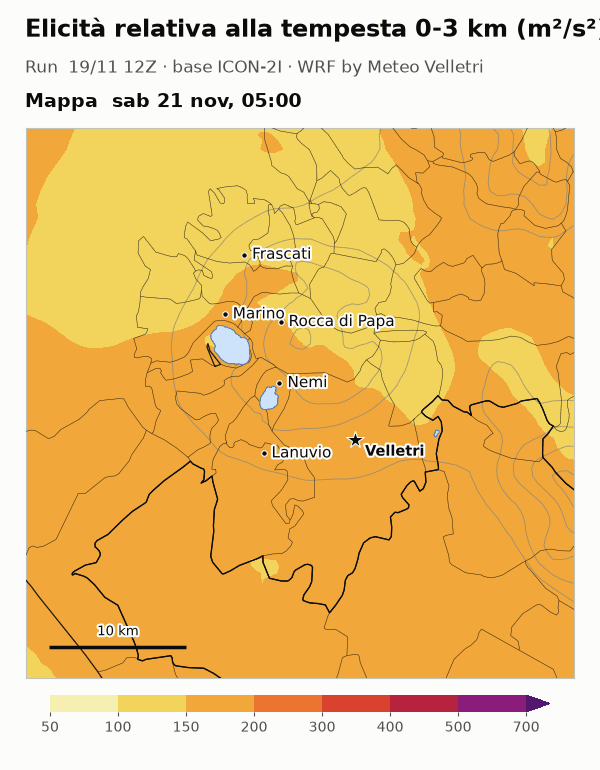 Elicità relativa alla tempesta 0-3 km (m²/s²)
Run 19/11 12Z · base ICON-2I · WRF by Meteo Velletri
Mappa sab 21 nov, 05:00
Frascati
Marino
Rocca di Papa
Nemi
Velletri
Lanuvio
10 km
50 100 150 200 300 400 500 700